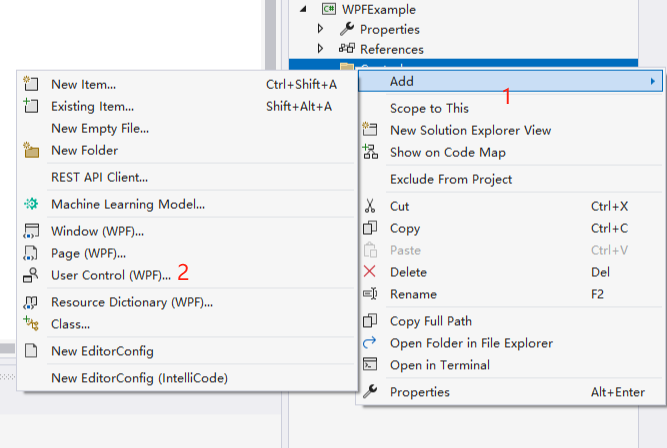 WPFExample
Properties
References
Add
1
Scope to This
New Solution Explorer View
Show on Code Map
Exclude From Project
Cut Ctrl+X
Copy Ctrl+C
Paste Ctrl+V
Delete Del
Rename F2
Copy Full Path
Open Folder in File Explorer
Open in Terminal
Properties Alt+Enter
New Item... Ctrl+Shift+A
Existing Item... Shift+Alt+A
New Empty File...
New Folder
REST API Client...
Machine Learning Model...
Window (WPF)...
Page (WPF)...
User Control (WPF)... 2
Resource Dictionary (WPF)...
Class...
New EditorConfig
New EditorConfig (IntelliCode)